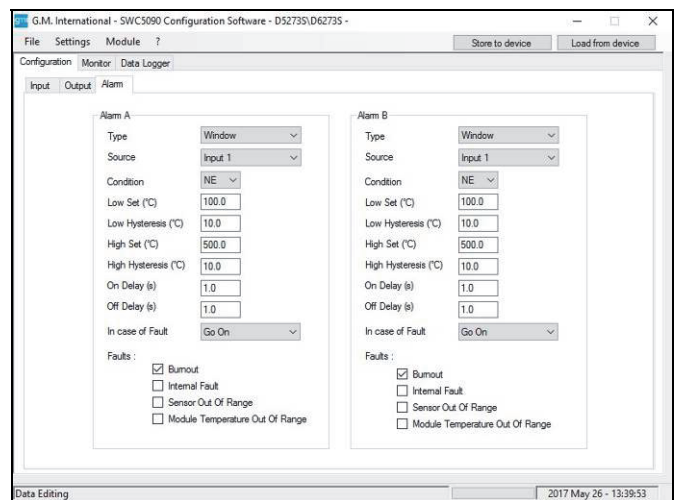 G.M. International - SWC5090 Configuration Software - D5273S\D6273S -
File Settings Module ? Store to device Load from device
Configuration Monitor Data Logger
Input Output Alarm
Alarm A
Type Window
Source Input 1
Condition NE
Low Set (°C) 100.0
Low Hysteresis (°C) 10.0
High Set (°C) 500.0
High Hysteresis (°C) 10.0
On Delay (s) 1.0
Off Delay (s) 1.0
In case of Fault Go On
Faults :
Burnout
Internal Fault
Sensor Out Of Range
Module Temperature Out Of Range
Alarm B
Type Window
Source Input 1
Condition NE
Low Set (°C) 100.0
Low Hysteresis (°C) 10.0
High Set (°C) 500.0
High Hysteresis (°C) 10.0
On Delay (s) 1.0
Off Delay (s) 1.0
In case of Fault Go On
Faults :
Burnout
Internal Fault
Sensor Out Of Range
Module Temperature Out Of Range
Data Editing 2017 May 26 - 13:39:53